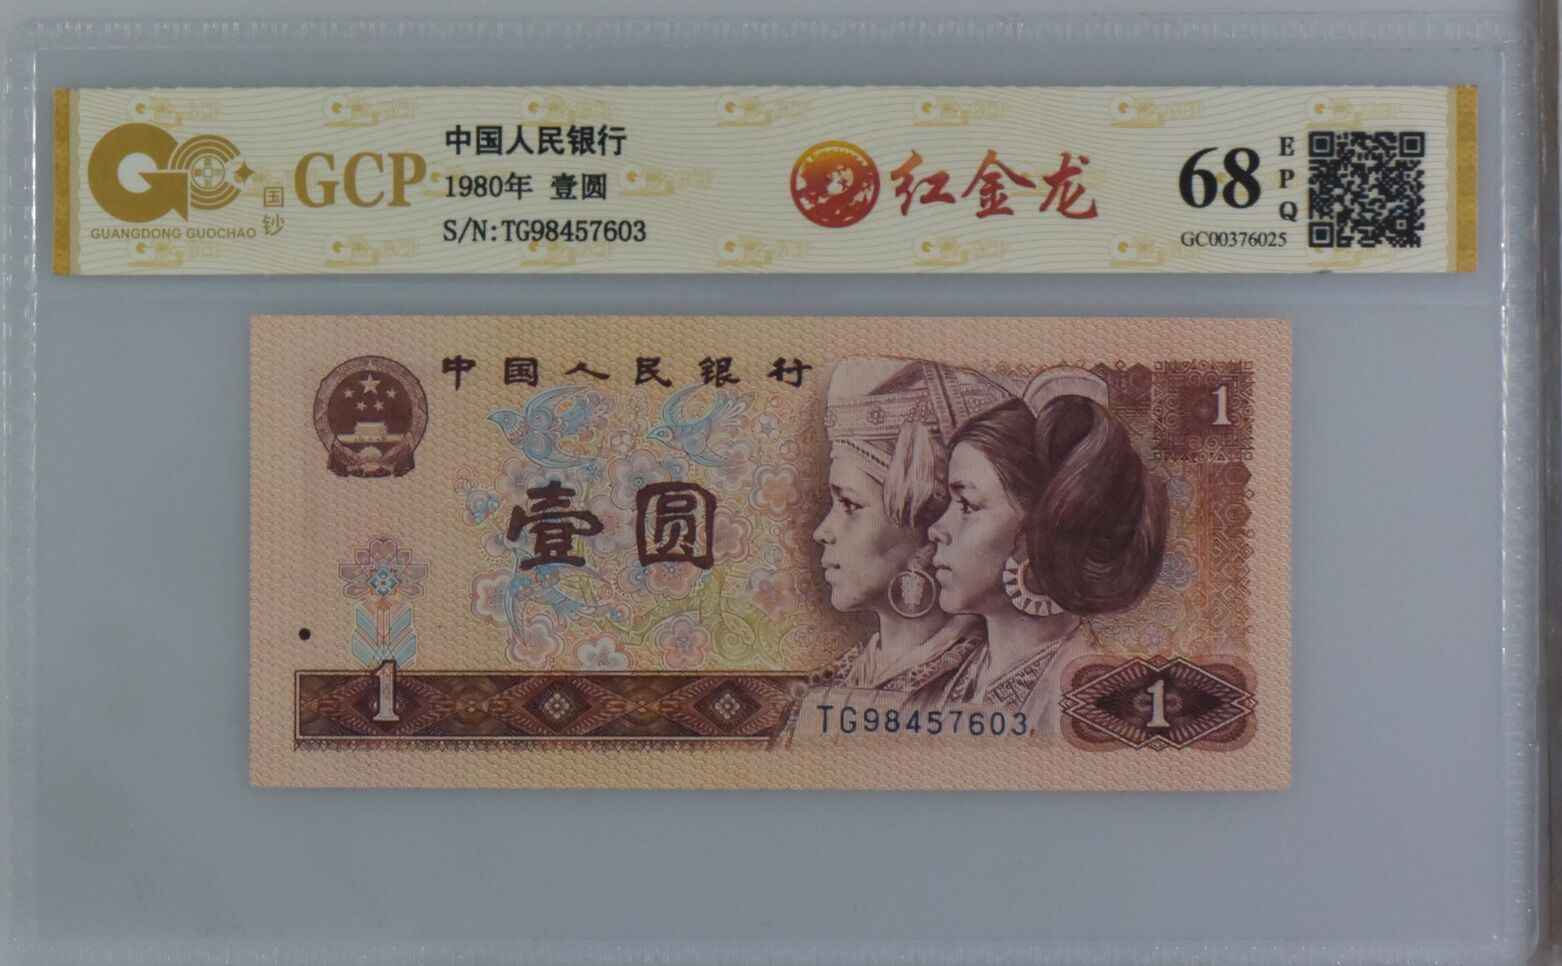 GUANGDONG GUOCHAO
国钞
GCP
中国人民银行
1980年 壹圆
S/N:TG98457603
红金龙
68
EPQ
GC00376025
中国人民银行
1
壹圆
1
TG98457603
1